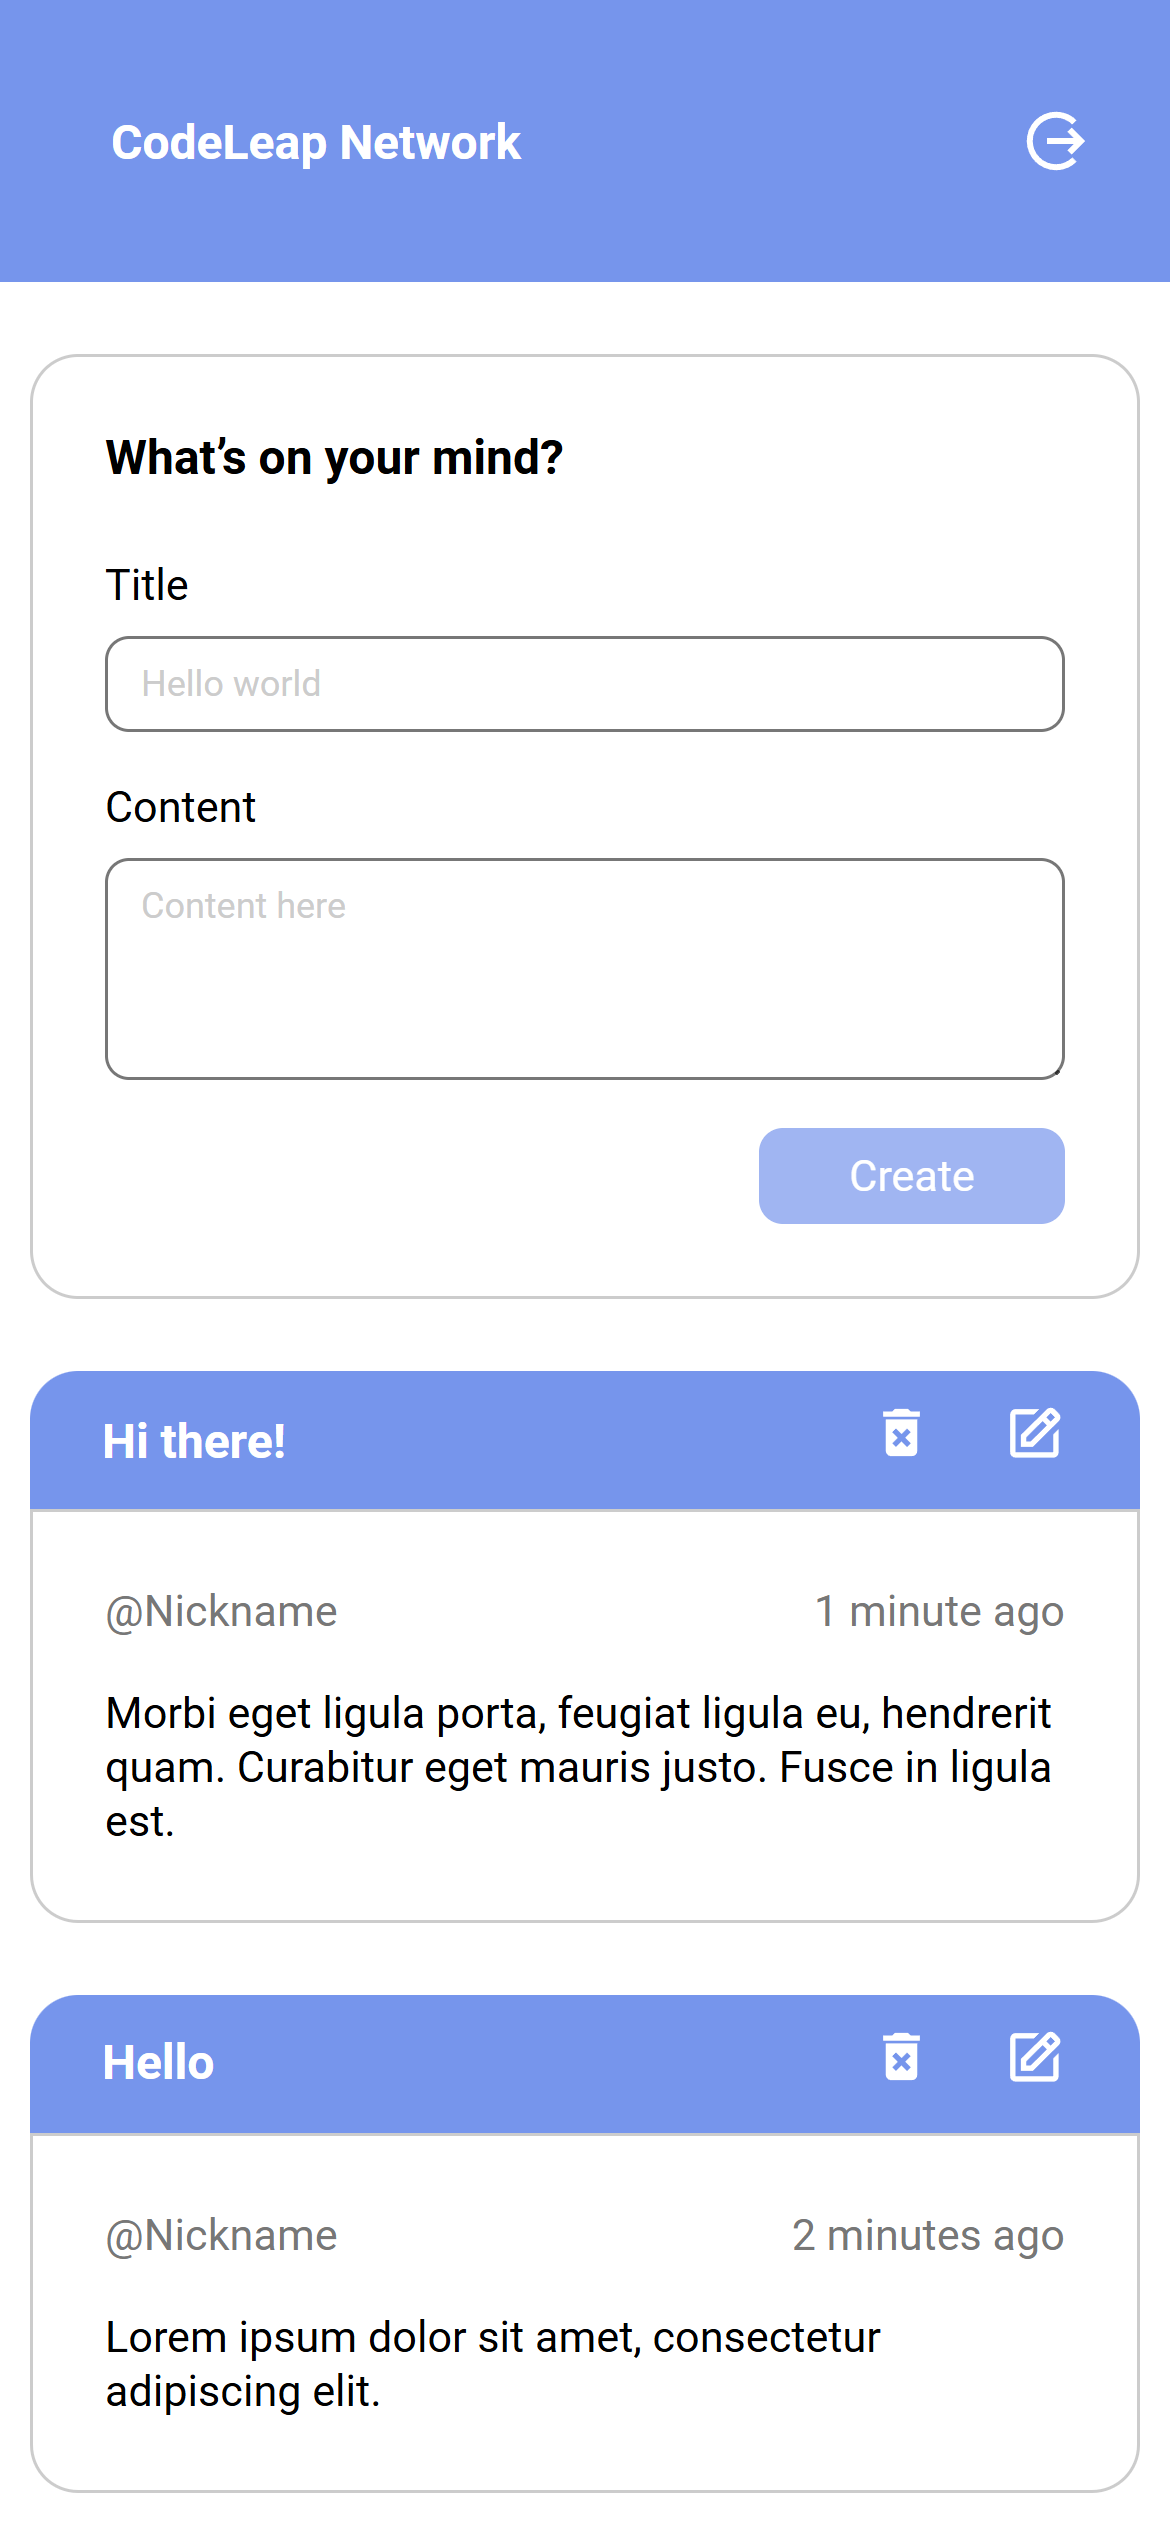 CodeLeap Network
What’s on your mind?
Title
Hello world
Content
Content here
Create
Hi there!
@Nickname 1 minute ago
Morbi eget ligula porta, feugiat ligula eu, hendrerit
quam. Curabitur eget mauris justo. Fusce in ligula
est.
Hello
@Nickname 2 minutes ago
Lorem ipsum dolor sit amet, consectetur
adipiscing elit.